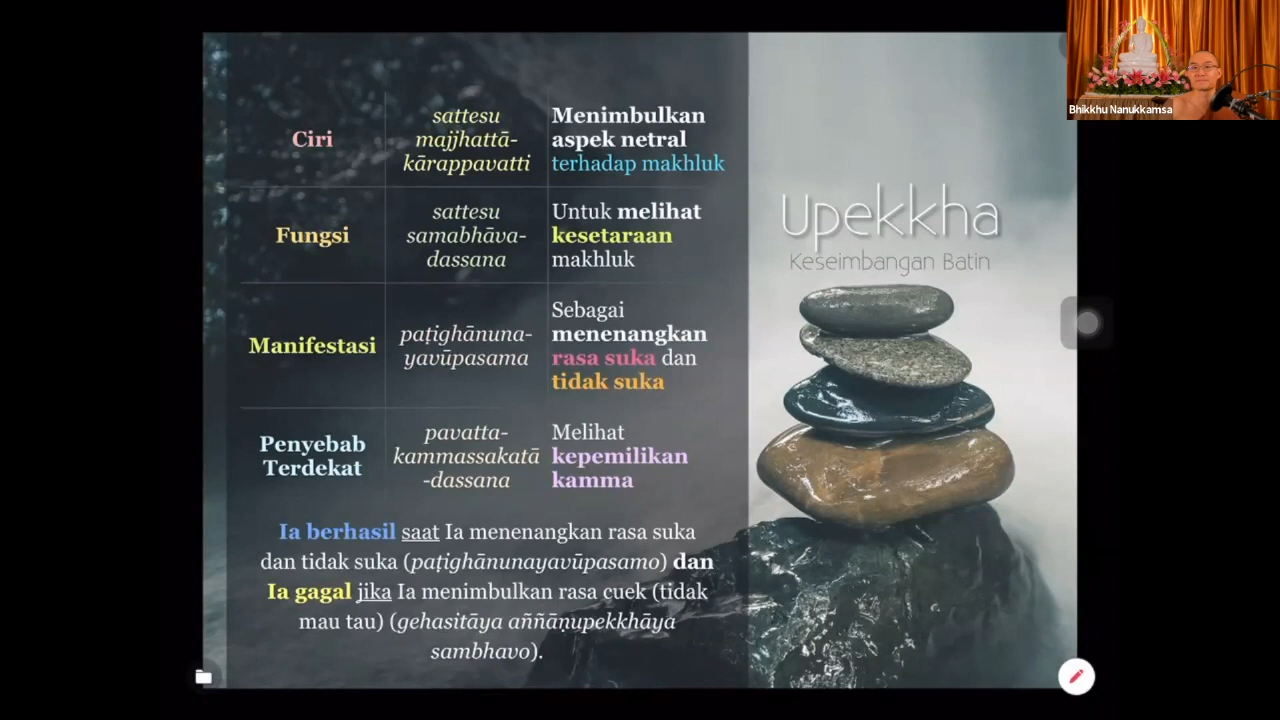 Bhikkhu Nanukkamsa
Ciri
sattesu
majjhattā-
kārappavatti
Menimbulkan
aspek netral
terhadap makhluk
Fungsi
sattesu
samabhāva-
dassana
Untuk melihat
kesetaraan
makhluk
Manifestasi
paṭighānuna-
yavūpasama
Sebagai
menenangkan
rasa suka dan
tidak suka
Penyebab
Terdekat
pavatta-
kammassakatā
-dassana
Melihat
kepemilikan
kamma
Ia berhasil saat Ia menenangkan rasa suka
dan tidak suka (paṭighānunayavūpasamo) dan
Ia gagal jika Ia menimbulkan rasa cuek (tidak
mau tau) (gehasitāya aññāṇupekkhāya
sambhavo).
Upekkha
Keseimbangan Batin